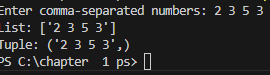 Enter comma-separated numbers: 2 3 5 3
List: ['2 3 5 3']
Tuple: ('2 3 5 3',)
PS C:\chapter  1 ps>